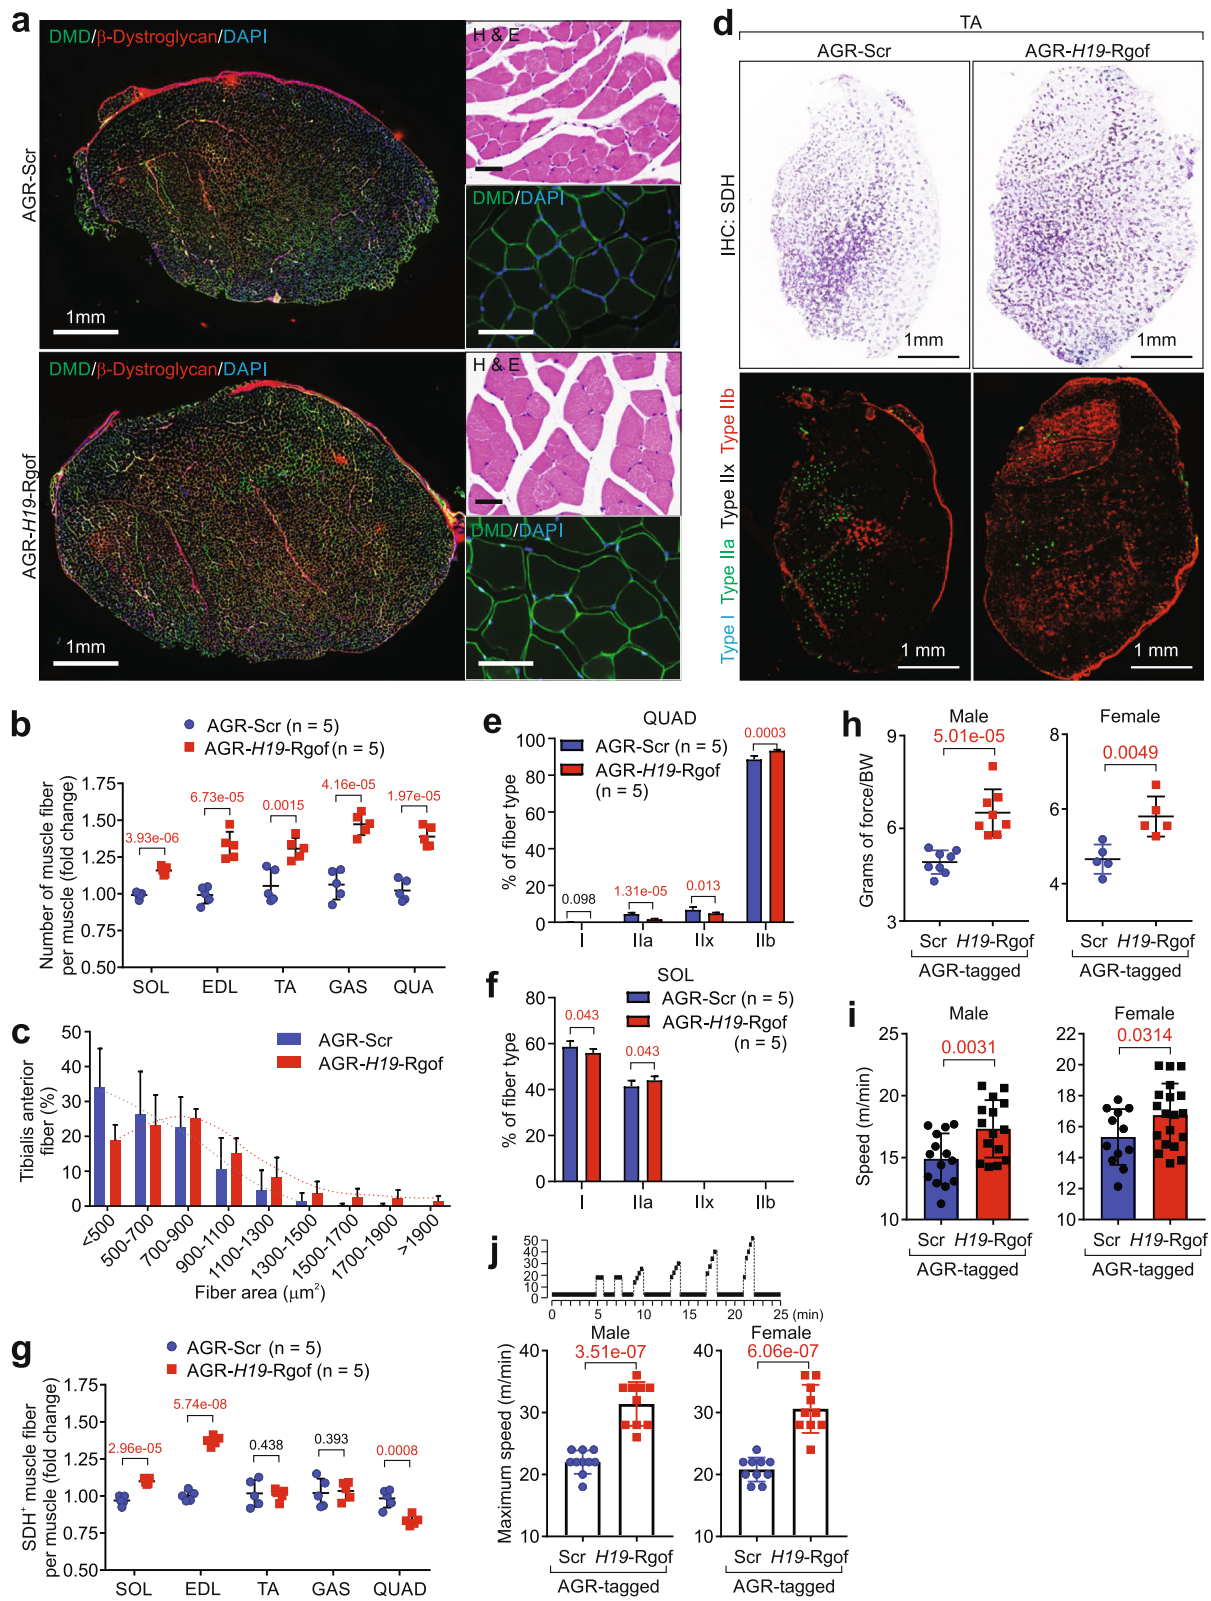 a
DMD/β-Dystroglycan/DAPI
H & E
AGR-Scr
DMD/DAPI
1mm
DMD/β-Dystroglycan/DAPI
H & E
AGR-H19-Rgof
DMD/DAPI
1mm
d
TA
AGR-Scr
AGR-H19-Rgof
IHC: SDH
1mm
1mm
Type I Type IIa Type IIx Type IIb
1 mm
1 mm
b
AGR-Scr (n = 5)
AGR-H19-Rgof (n = 5)
Number of muscle fiber
per muscle (fold change)
1.75
1.50
1.25
1.00
0.75
0.50
3.93e-06
6.73e-05
0.0015
4.16e-05
1.97e-05
SOL EDL TA GAS QUA
c
AGR-Scr
AGR-H19-Rgof
Tibialis anterior
fiber (%)
50
40
30
20
10
0
<500 500-700 700-900 900-1100 1100-1300 1300-1500 1500-1700 1700-1900 >1900
Fiber area (μm²)
e
QUAD
AGR-Scr (n = 5)
AGR-H19-Rgof
(n = 5)
% of fiber type
100
80
60
40
20
0
0.098
1.31e-05
0.013
0.0003
I IIa IIx IIb
f
SOL
AGR-Scr (n = 5)
AGR-H19-Rgof
(n = 5)
% of fiber type
80
60
40
20
0
0.043
0.043
I IIa IIx IIb
g
AGR-Scr (n = 5)
AGR-H19-Rgof (n = 5)
SDH⁺ muscle fiber
per muscle (fold change)
1.75
1.50
1.25
1.00
0.75
0.50
2.96e-05
5.74e-08
0.438
0.393
0.0008
SOL EDL TA GAS QUAD
h
Male
5.01e-05
Grams of force/BW
9
6
3
Scr H19-Rgof
AGR-tagged
Female
0.0049
8
6
4
Scr H19-Rgof
AGR-tagged
i
Male
0.0031
Speed (m/min)
25
20
15
10
Scr H19-Rgof
AGR-tagged
Female
0.0314
22
20
18
16
14
12
10
Scr H19-Rgof
AGR-tagged
j
50
40
30
20
10
0
0 5 10 15 20 25 (min)
Male
3.51e-07
Maximum speed (m/min)
40
30
20
10
Scr H19-Rgof
AGR-tagged
Female
6.06e-07
40
30
20
10
Scr H19-Rgof
AGR-tagged